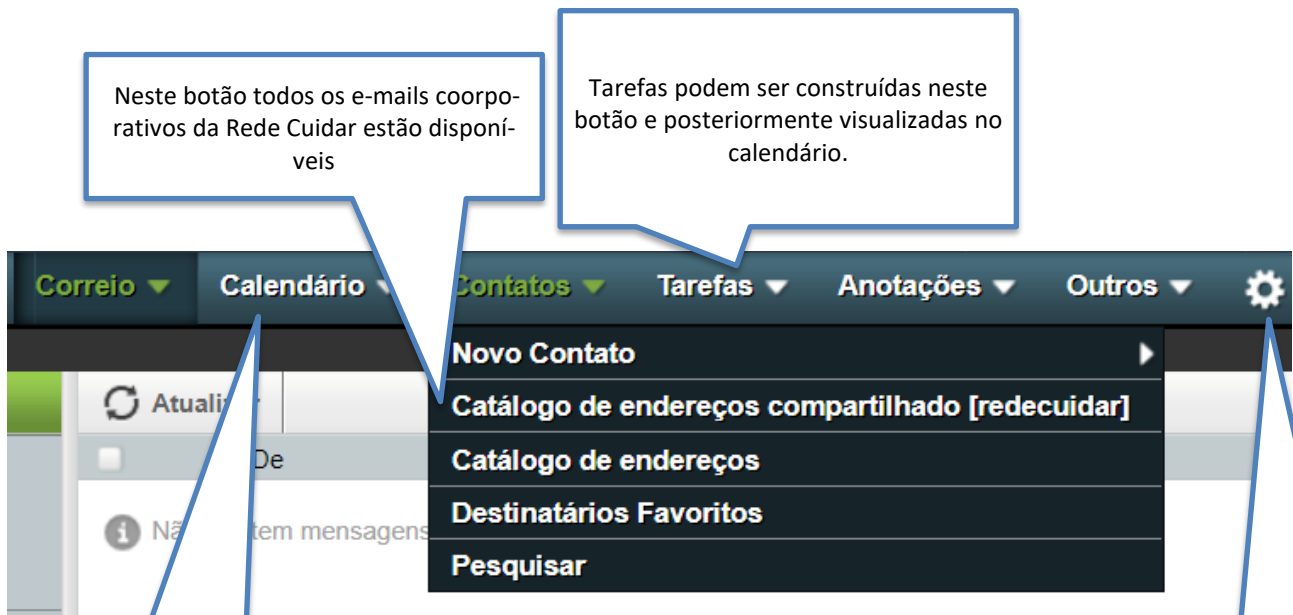 Neste botão todos os e-mails coorpo-
rativos da Rede Cuidar estão disponí-
veis
Tarefas podem ser construídas neste
botão e posteriormente visualizadas no
calendário.
Correio Calendário Contatos Tarefas Anotações Outros
Novo Contato
Catálogo de endereços compartilhado [redecuidar]
Catálogo de endereços
Destinatários Favoritos
Pesquisar
De
mensagens